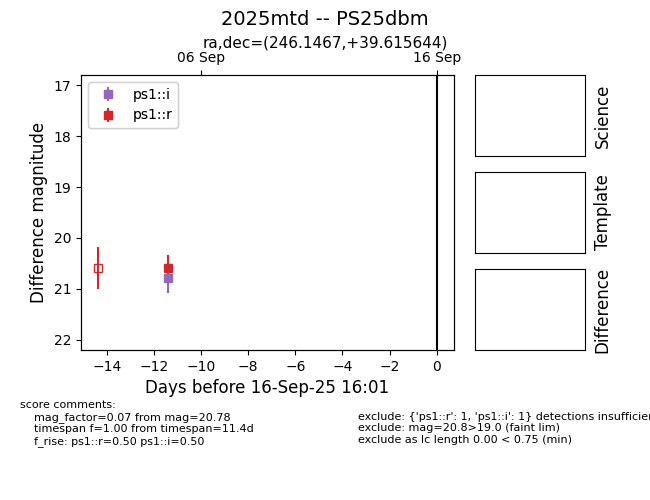 2025mtd -- PS25dbm
ra,dec=(246.1467,+39.615644)
06 Sep
16 Sep
17
18
19
20
21
22
Difference magnitude
ps1::i
ps1::r
−14
−12
−10
−8
−6
−4
−2
0
Days before 16-Sep-25 16:01
Science
Template
Difference
score comments:
mag_factor=0.07 from mag=20.78
timespan f=1.00 from timespan=11.4d
f_rise: ps1::r=0.50 ps1::i=0.50
exclude: {'ps1::r': 1, 'ps1::i': 1} detections insufficie
exclude: mag=20.8>19.0 (faint lim)
exclude as lc length 0.00 < 0.75 (min)